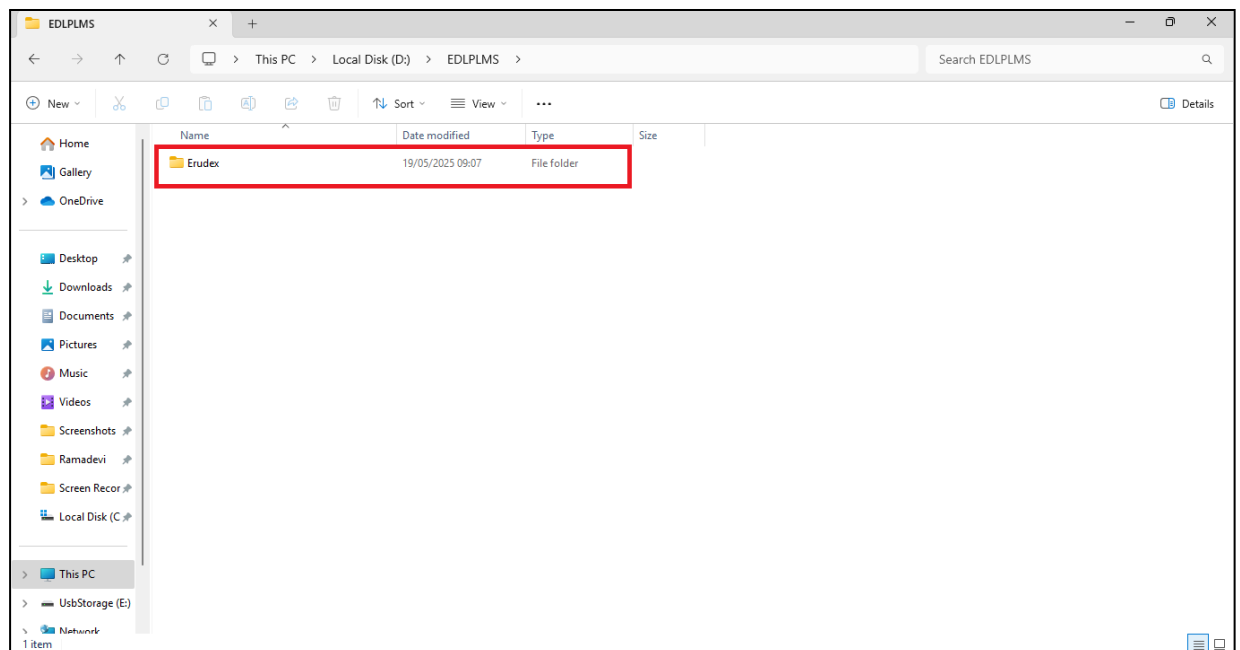 EDLPLMS
This PC > Local Disk (D:) > EDLPLMS >
Search EDLPLMS
New
Sort
View
Details
Name
Date modified
Type
Size
Erudex
19/05/2025 09:07
File folder
Home
Gallery
OneDrive
Desktop
Downloads
Documents
Pictures
Music
Videos
Screenshots
Ramadevi
Screen Recor
Local Disk (C
This PC
UsbStorage (E:)
Network
1 item